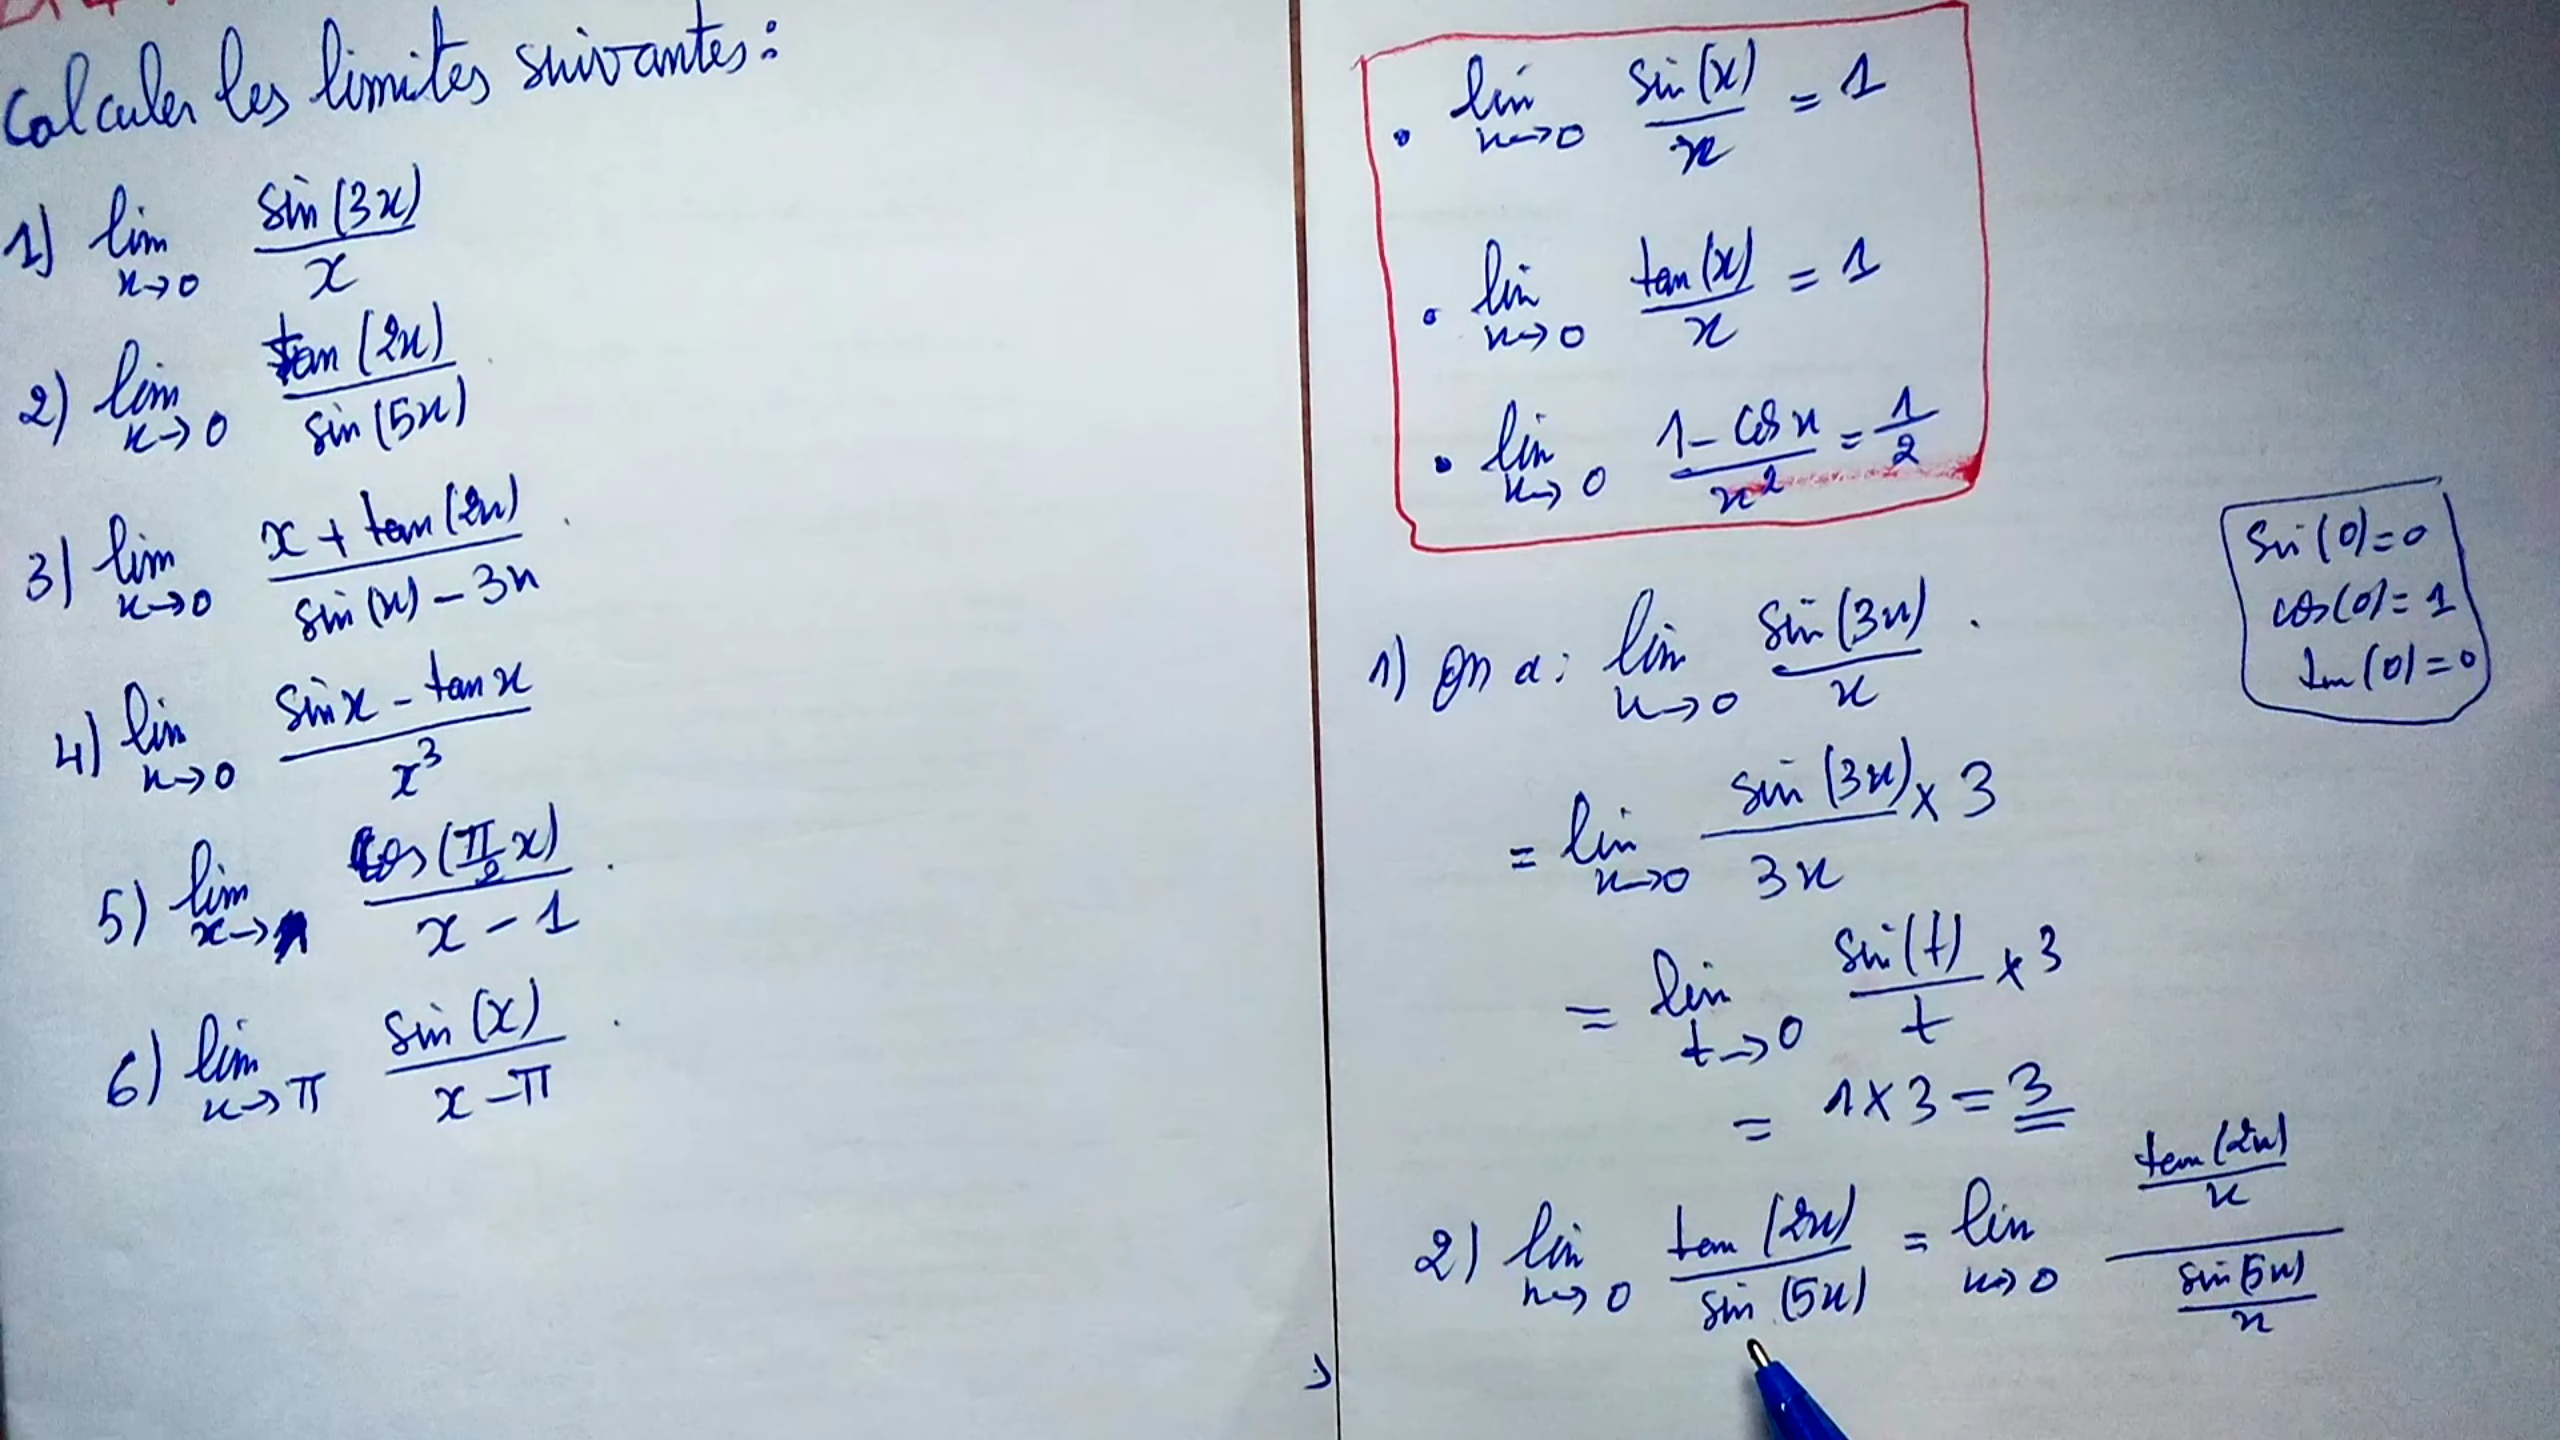 Calculer les limites suivantes :
1) lim x→0 sin(3x)/x
2) lim x→0 tan(2x)/sin(5x)
3) lim x→0 (x + tan(2x))/(sin(x) - 3x)
4) lim x→0 (sin x - tan x)/x³
5) lim x→1 cos(π/2 x)/(x - 1)
6) lim x→π sin(x)/(x - π)
• lim x→0 sin(x)/x = 1
• lim x→0 tan(x)/x = 1
• lim x→0 (1 - cos x)/x² = 1/2
sin(0) = 0
cos(0) = 1
tan(0) = 0
1) On a : lim x→0 sin(3x)/x
= lim x→0 sin(3x)/3x × 3
= lim t→0 sin(t)/t × 3
= 1 × 3 = 3
2) lim x→0 tan(2x)/sin(5x) = lim x→0 (tan(2x)/x)/(sin(5x)/x)